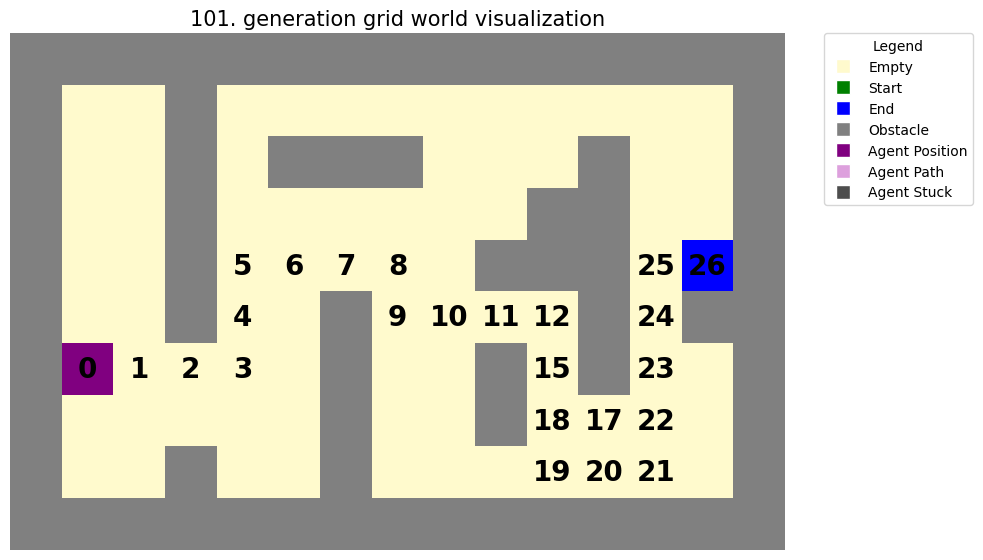 101. generation grid world visualization
Legend
Empty
Start
End
Obstacle
Agent Position
Agent Path
Agent Stuck
5 6 7 8 25 26
4 9 10 11 12 24
0 1 2 3 15 23
18 17 22
19 20 21